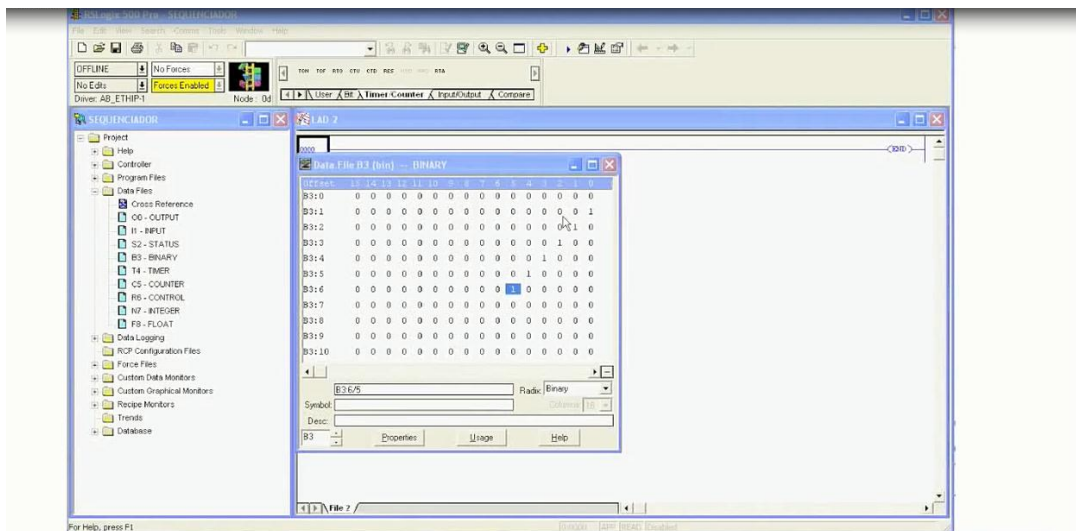 RSLogix 500 Pro - SEQUENCIADOR
File Edit View Search Comms Tools Window Help
OFFLINE No Forces
No Edits Forces Enabled
Driver: AB_ETHIP-1 Node: 0d
TON TOF RTO CTU CTD RES RTA
User Bit Timer/Counter Input/Output Compare
SEQUENCIADOR
Project
Help
Controller
Program Files
Data Files
Cross Reference
O0 - OUTPUT
I1 - INPUT
S2 - STATUS
B3 - BINARY
T4 - TIMER
C5 - COUNTER
R6 - CONTROL
N7 - INTEGER
F8 - FLOAT
Data Logging
RCP Configuration Files
Force Files
Custom Data Monitors
Custom Graphical Monitors
Recipe Monitors
Trends
Database
LAD 2
0000
END
Data File B3 (bin) -- BINARY
Offset 15 14 13 12 11 10 9 8 7 6 5 4 3 2 1 0
B3:0 0 0 0 0 0 0 0 0 0 0 0 0 0 0 0 0
B3:1 0 0 0 0 0 0 0 0 0 0 0 0 0 0 0 1
B3:2 0 0 0 0 0 0 0 0 0 0 0 0 0 0 1 0
B3:3 0 0 0 0 0 0 0 0 0 0 0 0 0 1 0 0
B3:4 0 0 0 0 0 0 0 0 0 0 0 0 1 0 0 0
B3:5 0 0 0 0 0 0 0 0 0 0 0 1 0 0 0 0
B3:6 0 0 0 0 0 0 0 0 0 0 1 0 0 0 0 0
B3:7 0 0 0 0 0 0 0 0 0 0 0 0 0 0 0 0
B3:8 0 0 0 0 0 0 0 0 0 0 0 0 0 0 0 0
B3:9 0 0 0 0 0 0 0 0 0 0 0 0 0 0 0 0
B3:10 0 0 0 0 0 0 0 0 0 0 0 0 0 0 0 0
B3:6/5 Radix: Binary
Symbol: Columns: 16
Desc:
B3 Properties Usage Help
File 2
For Help, press F1
2:0000 APP READ Enabled